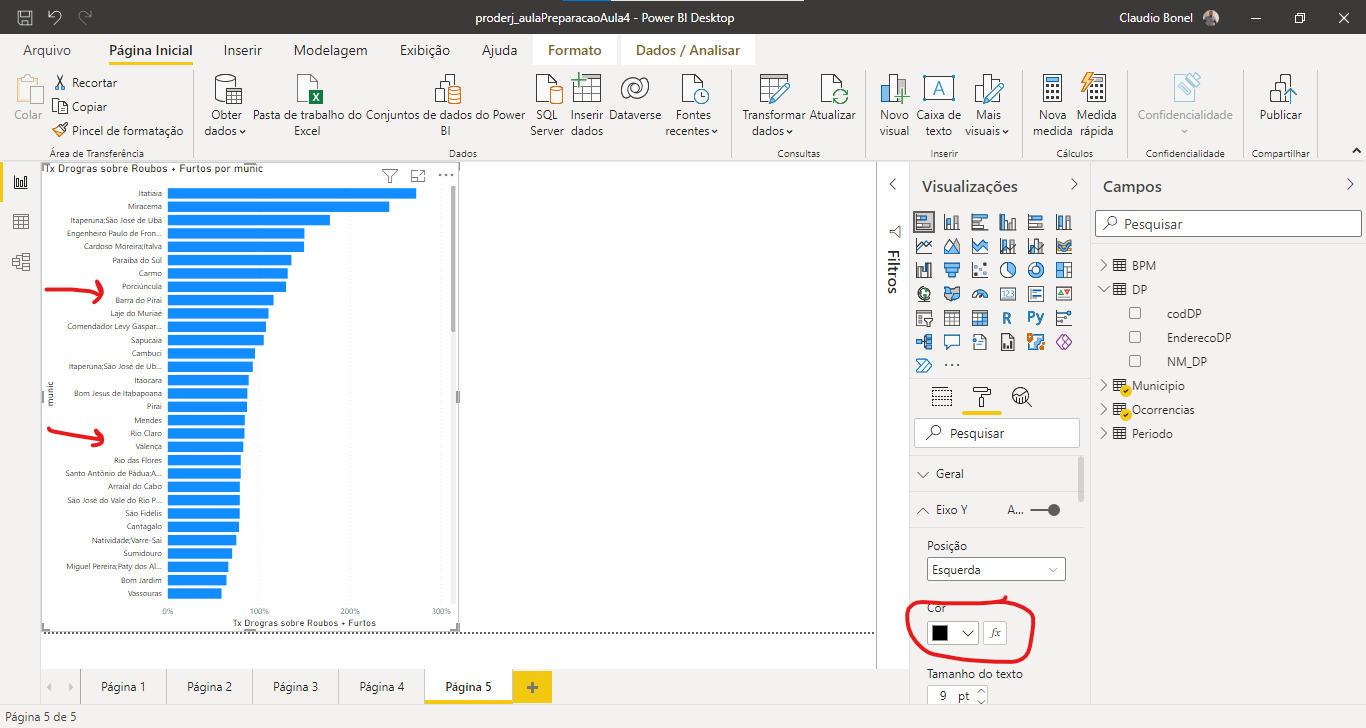 proderj_aulaPreparacaoAula4 - Power BI Desktop
Claudio Bonel
Arquivo
Página Inicial
Inserir
Modelagem
Exibição
Ajuda
Formato
Dados / Analisar
Colar
Recortar
Copiar
Pincel de formatação
Área de Transferência
Obter
dados
Pasta de trabalho do
Excel
Conjuntos de dados do Power
BI
SQL
Server
Inserir
dados
Dataverse
Fontes
recentes
Dados
Transformar
dados
Atualizar
Consultas
Novo
visual
Caixa de
texto
Mais
visuais
Inserir
Nova
medida
Medida
rápida
Cálculos
Confidencialidade
Confidencialidade
Publicar
Compartilhar
Tx Drogras sobre Roubos + Furtos por munic
munic
Itatiaia
Miracema
Itaperuna;São José de Ubá
Engenheiro Paulo de Fron...
Cardoso Moreira;Italva
Paraíba do Sul
Carmo
Porciúncula
Barra do Piraí
Laje do Muriaé
Comendador Levy Gaspar...
Sapucaia
Cambuci
Itaperuna;São José de Ub...
Itaocara
Bom Jesus de Itabapoana
Piraí
Mendes
Rio Claro
Valença
Rio das Flores
Santo Antônio de Pádua;A...
Arraial do Cabo
São José do Vale do Rio P...
São Fidélis
Cantagalo
Natividade;Varre-Sai
Sumidouro
Miguel Pereira;Paty dos Al...
Bom Jardim
Vassouras
0% 100% 200% 300%
Tx Drogras sobre Roubos + Furtos
Filtros
Visualizações
R
Py
Pesquisar
Geral
Eixo Y
A...
Posição
Esquerda
Cor
fx
Tamanho do texto
9 pt
Campos
Pesquisar
BPM
DP
codDP
EnderecoDP
NM_DP
Municipio
Ocorrencias
Periodo
Página 1
Página 2
Página 3
Página 4
Página 5
Página 5 de 5